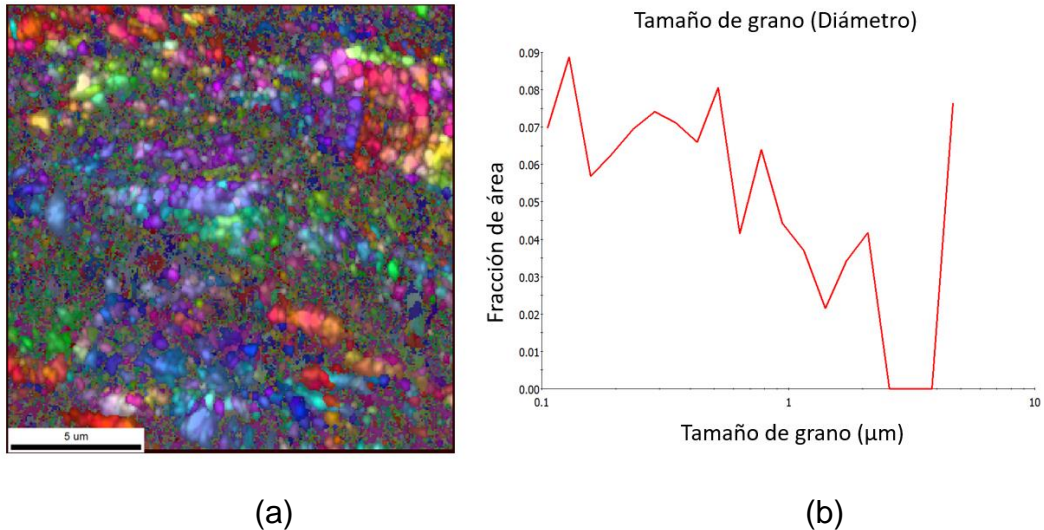 5 um
Tamaño de grano (Diámetro)
Fracción de área
0.09
0.08
0.07
0.06
0.05
0.04
0.03
0.02
0.01
0.00
0.1
1
10
Tamaño de grano (μm)
(a)
(b)